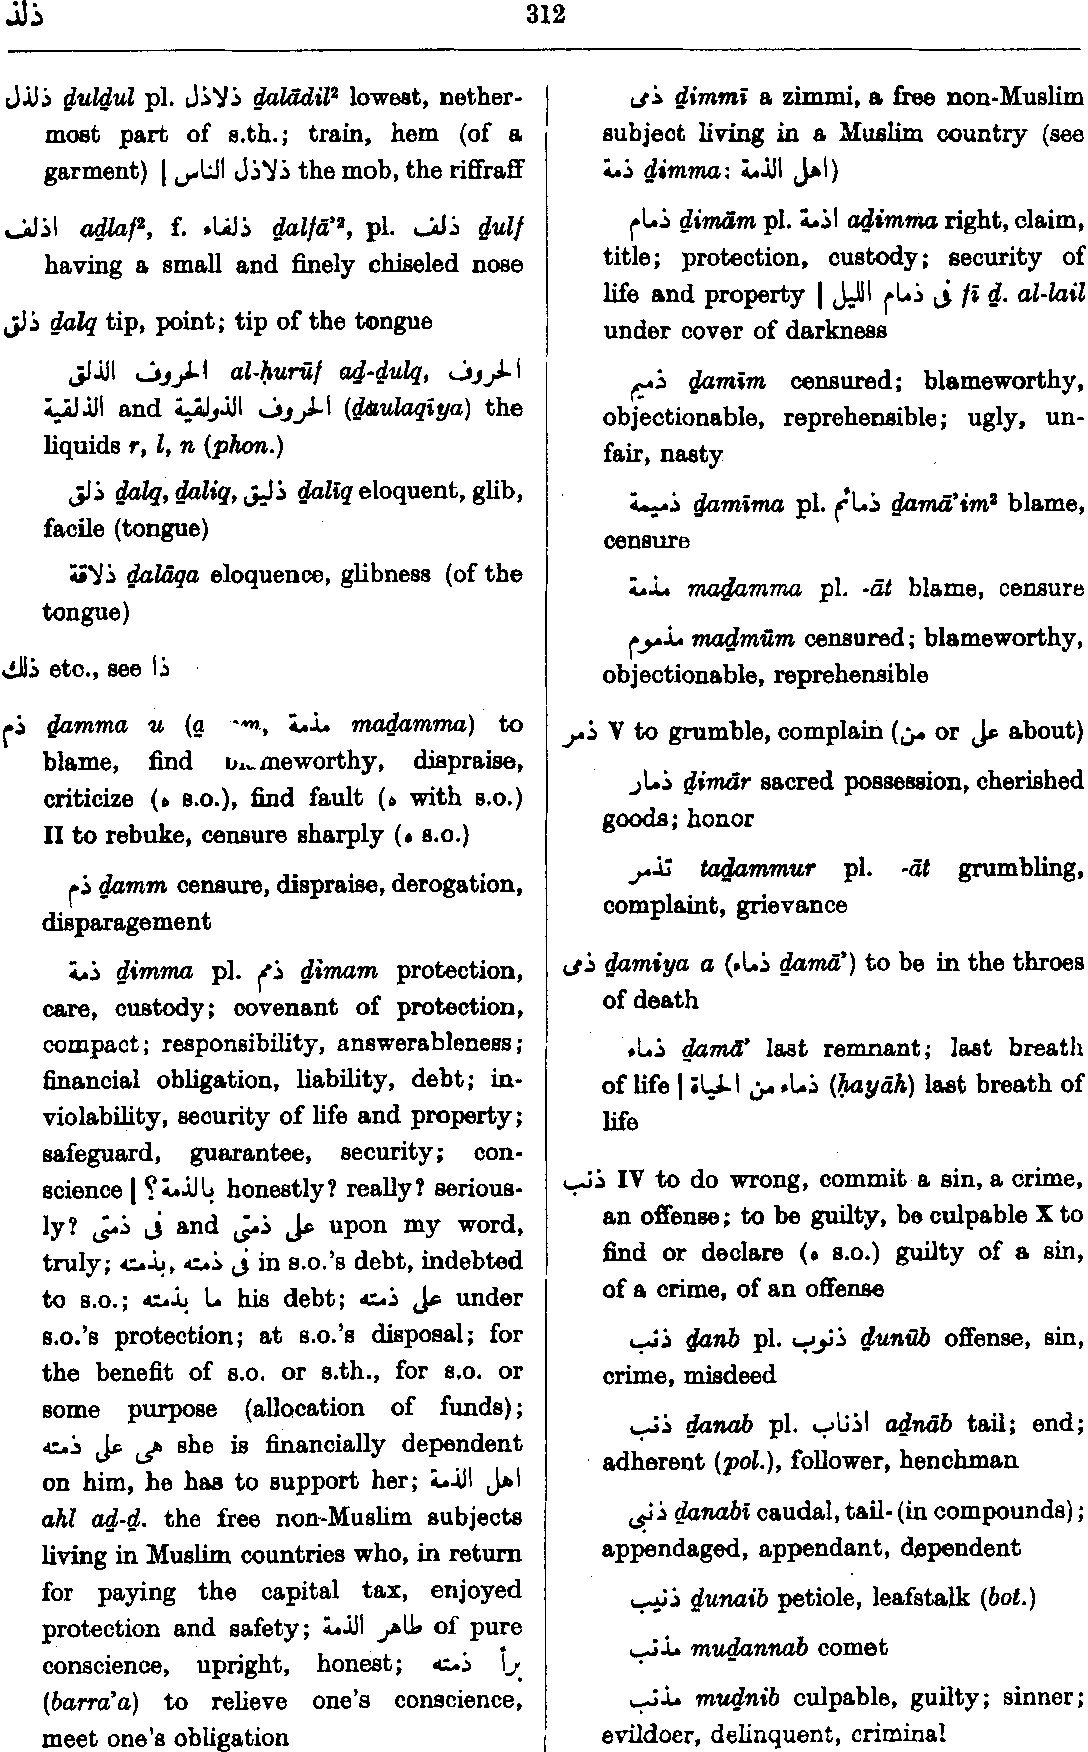 ذلذ
312
ذلذل ḏulḏul pl. ذلاذل ḏalāḏil² lowest, nether-
most part of s.th.; train, hem (of a
garment) | ذلاذل الناس the mob, the riffraff
اذلف aḏlaf², f. ذلفاء ḏalfā’², pl. ذلف ḏulf
having a small and finely chiseled nose
ذلق ḏalq tip, point; tip of the tongue
الحروف الذلق al-ḥurūf aḏ-ḏulq, الحروف
الذلقية and الحروف الذولقية (ḏaulaqīya) the
liquids r, l, n (phon.)
ذلق ḏalq, ḏaliq, ذليق ḏalīq eloquent, glib,
facile (tongue)
ذلاقة ḏalāqa eloquence, glibness (of the
tongue)
ذلك etc., see ذا
ذم ḏamma u (مذمة maḏamma) to
blame, find blameworthy, dispraise,
criticize (ه s.o.), find fault (ه with s.o.)
II to rebuke, censure sharply (ه s.o.)
ذم ḏamm censure, dispraise, derogation,
disparagement
ذمة ḏimma pl. ذمم ḏimam protection,
care, custody; covenant of protection,
compact; responsibility, answerableness;
financial obligation, liability, debt; in-
violability, security of life and property;
safeguard, guarantee, security; con-
science | بالذمة؟ honestly? really? serious-
ly? فى ذمتى and على ذمتى upon my word,
truly; فى ذمته ,بذمته in s.o.'s debt, indebted
to s.o.; ما بذمته his debt; على ذمته under
s.o.'s protection; at s.o.'s disposal; for
the benefit of s.o. or s.th., for s.o. or
some purpose (allocation of funds);
هى على ذمته she is financially dependent
on him, he has to support her; اهل الذمة
ahl aḏ-ḏ. the free non-Muslim subjects
living in Muslim countries who, in return
for paying the capital tax, enjoyed
protection and safety; طاهر الذمة of pure
conscience, upright, honest; برأ ذمته
(barra’a) to relieve one's conscience,
meet one's obligation
ذمى ḏimmī a zimmi, a free non-Muslim
subject living in a Muslim country (see
ذمة ḏimma: اهل الذمة)
ذمام ḏimām pl. اذمة aḏimma right, claim,
title; protection, custody; security of
life and property | فى ذمام الليل fī ḏ. al-lail
under cover of darkness
ذميم ḏamīm censured; blameworthy,
objectionable, reprehensible; ugly, un-
fair, nasty
ذميمة ḏamīma pl. ذمائم ḏamā’im² blame,
censure
مذمة maḏamma pl. -āt blame, censure
مذموم maḏmūm censured; blameworthy,
objectionable, reprehensible
ذمر V to grumble, complain (من or على about)
ذمار ḏimār sacred possession, cherished
goods; honor
تذمر taḏammur pl. -āt grumbling,
complaint, grievance
ذمى ḏamiya a (ذماء ḏamā’) to be in the throes
of death
ذماء ḏamā’ last remnant; last breath
of life | ذماء من الحياة (ḥayāh) last breath of
life
ذنب IV to do wrong, commit a sin, a crime,
an offense; to be guilty, be culpable X to
find or declare (ه s.o.) guilty of a sin,
of a crime, of an offense
ذنب ḏanb pl. ذنوب ḏunūb offense, sin,
crime, misdeed
ذنب ḏanab pl. اذناب aḏnāb tail; end;
adherent (pol.), follower, henchman
ذنبى ḏanabī caudal, tail- (in compounds);
appendaged, appendant, dependent
ذنيب ḏunaib petiole, leafstalk (bot.)
مذنب muḏannab comet
مذنب muḏnib culpable, guilty; sinner;
evildoer, delinquent, criminal